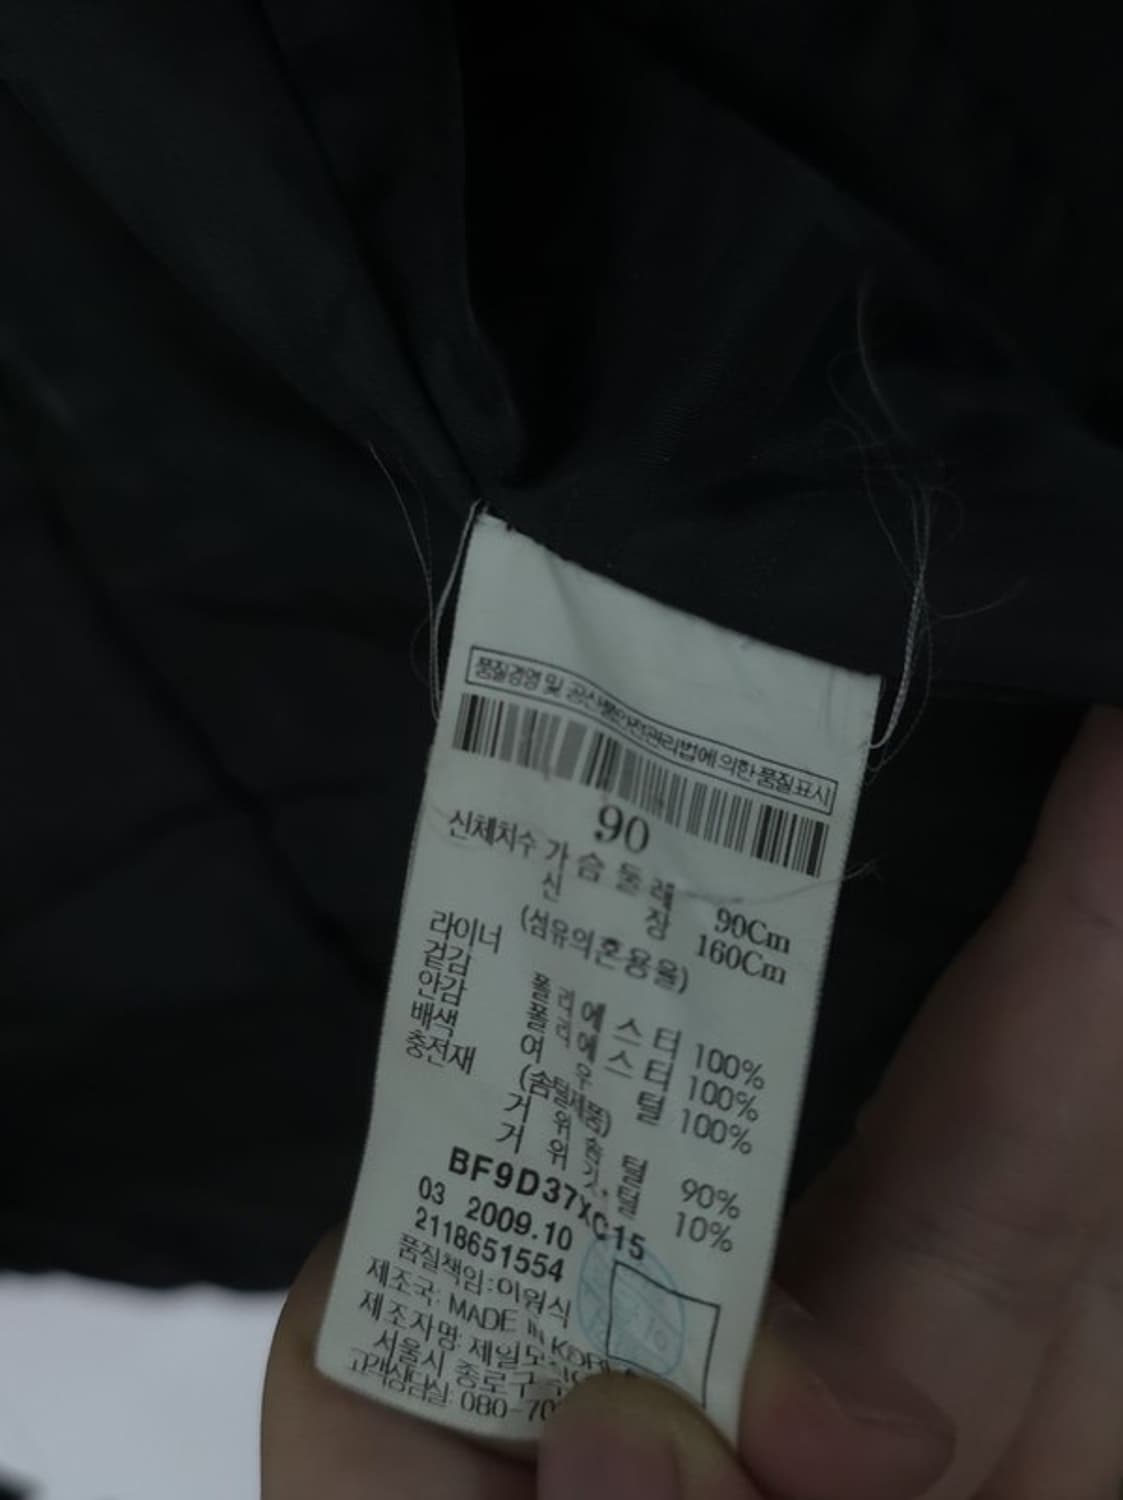 품질경영 및 공산품안전관리법에 의한 품질표시
90
신체치수 가슴둘레 90Cm
신장 160Cm
(섬유의혼용율)
라이너
겉감 폴리에스터 100%
안감 폴리에스터 100%
배색 여우털 100%
충전재 (솜털제품)
거위솜털 90%
거위깃털 10%
BF9D37XC15
03 2009.10
2118651554
품질책임:이원식
제조국: MADE IN KOREA
제조자명: 제일모직
서울시 종로구
고객상담실: 080-70